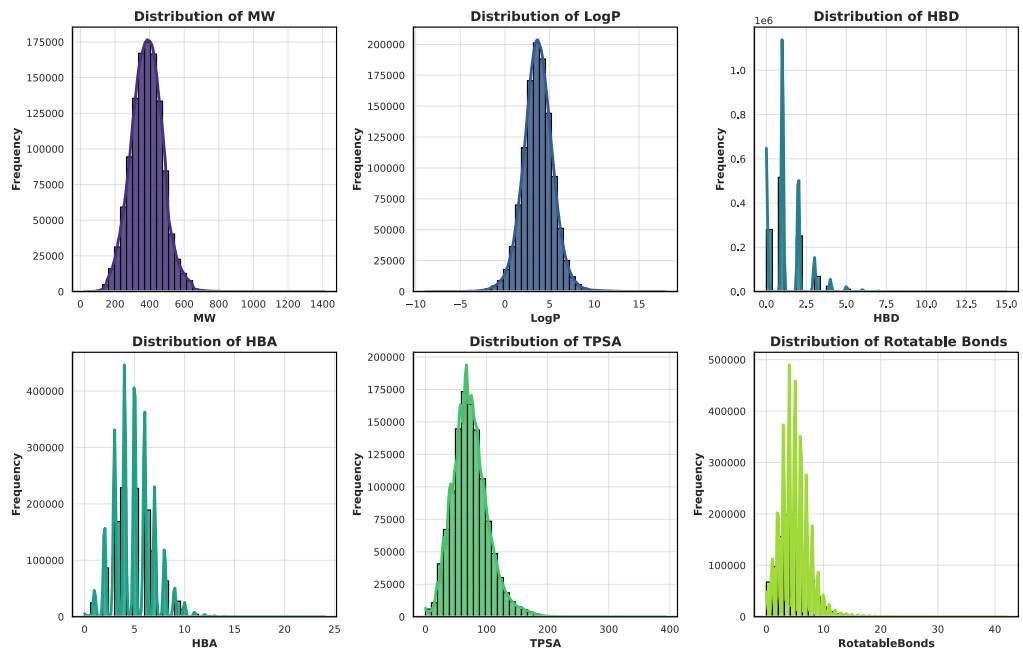 Distribution of MW
Frequency
175000
150000
125000
100000
75000
50000
25000
0
0 200 400 600 800 1000 1200 1400
MW
Distribution of LogP
Frequency
200000
175000
150000
125000
100000
75000
50000
25000
0
−10 −5 0 5 10 15
LogP
Distribution of HBD
1e6
Frequency
1.0
0.8
0.6
0.4
0.2
0.0
0.0 2.5 5.0 7.5 10.0 12.5 15.0
HBD
Distribution of HBA
Frequency
400000
300000
200000
100000
0
0 5 10 15 20 25
HBA
Distribution of TPSA
Frequency
200000
175000
150000
125000
100000
75000
50000
25000
0
0 100 200 300 400
TPSA
Distribution of Rotatable Bonds
Frequency
500000
400000
300000
200000
100000
0
0 10 20 30 40
RotatableBonds